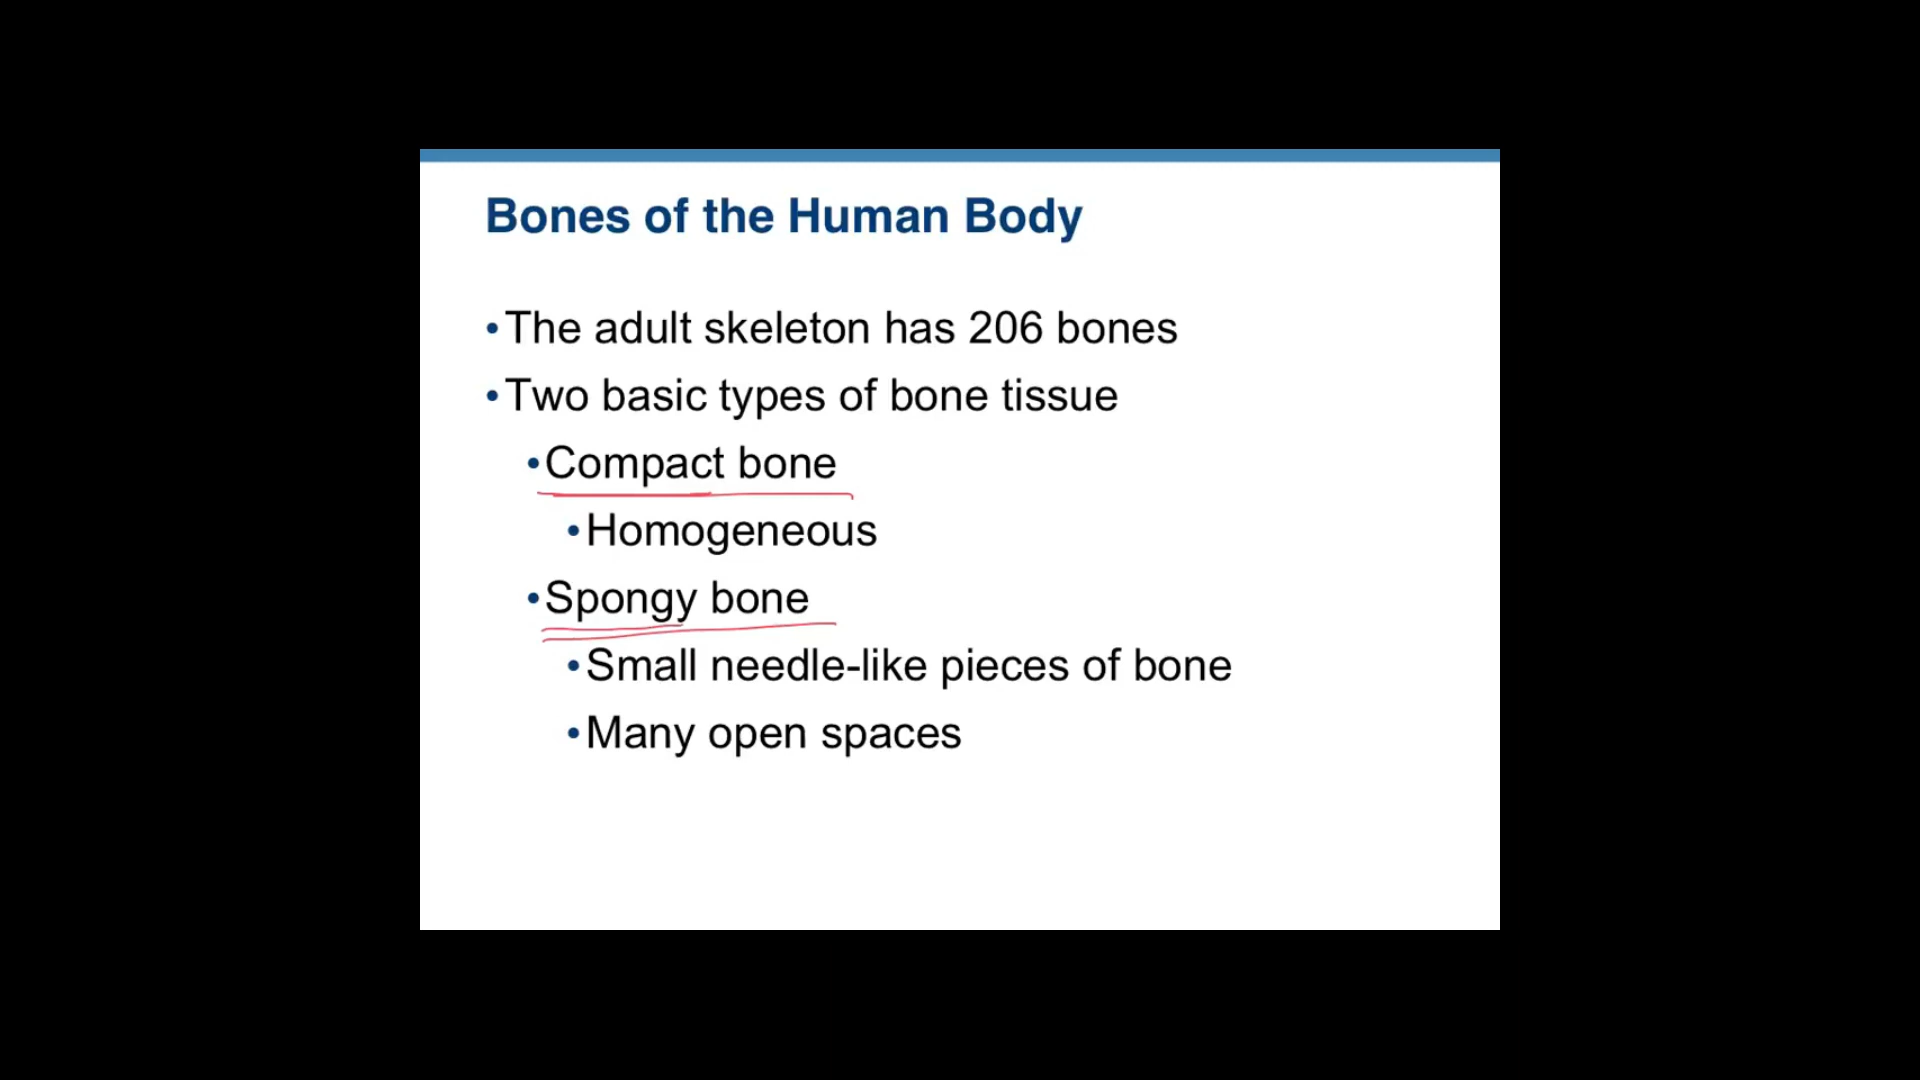 Bones of the Human Body
•The adult skeleton has 206 bones
•Two basic types of bone tissue
•Compact bone
•Homogeneous
•Spongy bone
•Small needle-like pieces of bone
•Many open spaces